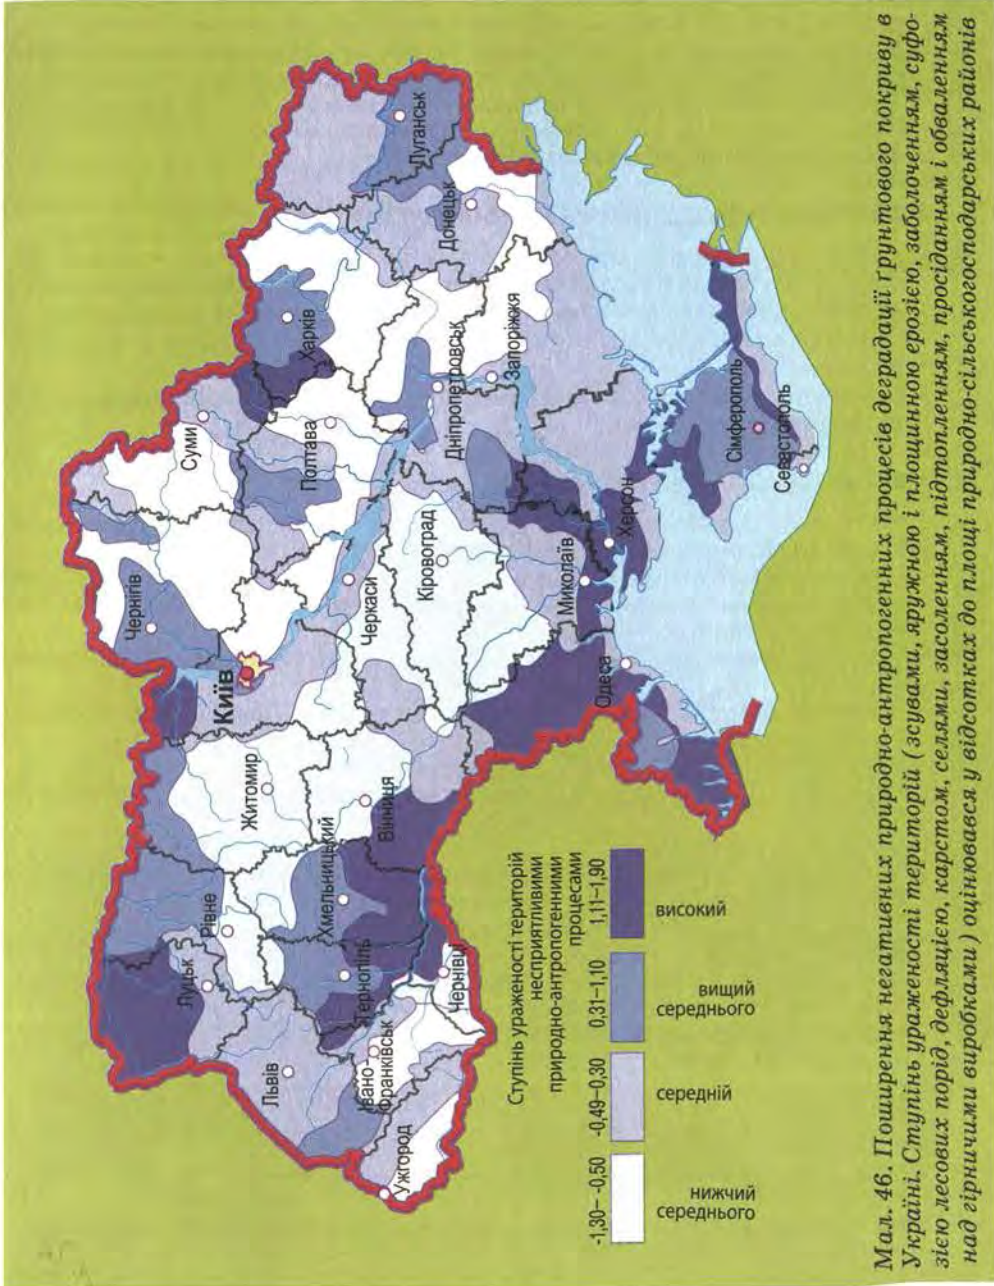 Чернігів
Суми
Київ
Луцьк
Рівне
Житомир
Львів
Тернопіль
Хмельницький
Вінниця
Черкаси
Полтава
Харків
Луганськ
Ужгород
Івано-
Франківськ
Чернівці
Кіровоград
Дніпропетровськ
Донецьк
Запоріжжя
Миколаїв
Одеса
Херсон
Сімферополь
Севастополь
Ступінь ураженості територій
несприятливими
природно-антропогенними
процесами
-1,30– -0,50
-0,49–0,30
0,31–1,10
1,11–1,90
нижчий
середнього
середній
вищий
середнього
високий
Мал. 46. Поширення негативних природно-антропогенних процесів деградації ґрунтового покриву в
Україні. Ступінь ураженості територій (зсувами, яружною і площинною ерозією, заболоченням, суфо-
зією лесових порід, дефляцією, карстом, селями, засоленням, підтопленням, просіданням і обваленням
над гірничими виробками) оцінювався у відсотках до площі природно-сільськогосподарських районів